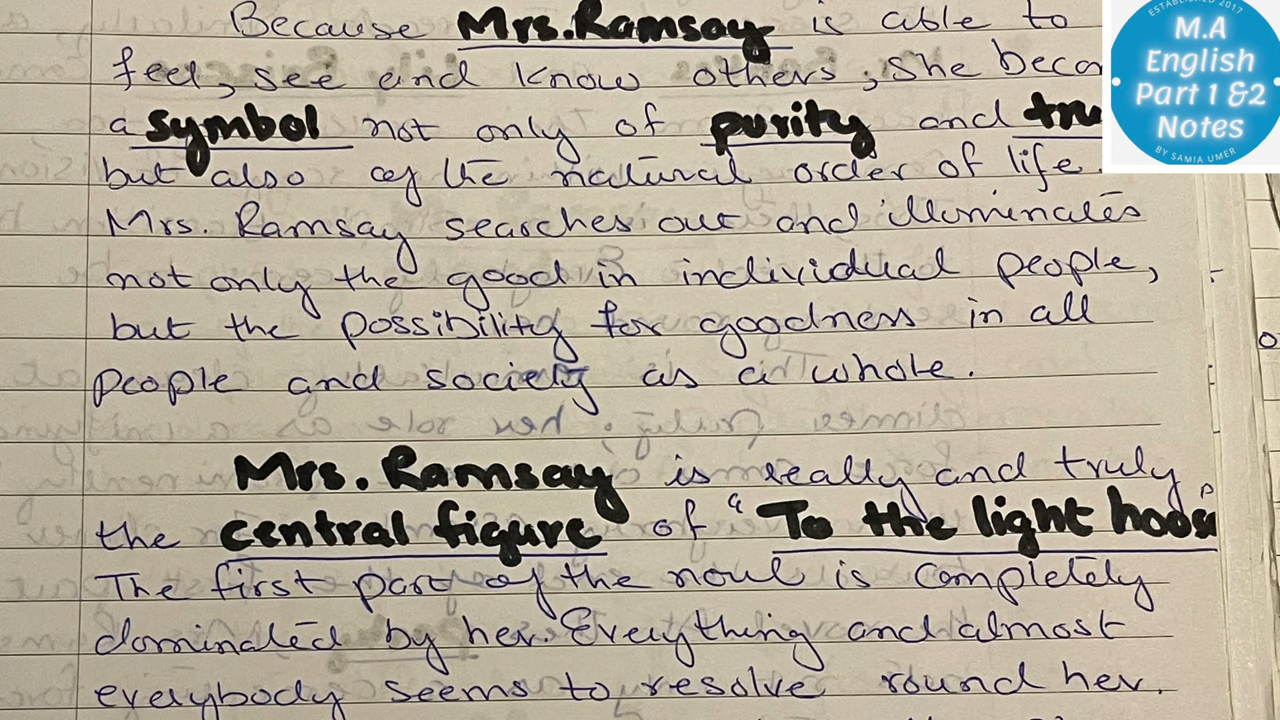 Because Mrs.Ramsay is able to
feel, see and know others, she beco
a symbol not only of purity and tru
but also of the natural order of life.
Mrs. Ramsay searches out and illuminates
not only the good in individual people,
but the possibility for goodness in all
people and society as a whole.
Mrs. Ramsay is really and truly
the central figure of "To the light hous
The first part of the novel is completely
dominated by her. Everything and almost
everybody seems to resolve round her.
ESTABLISHED 2017
M.A
English
Part 1 & 2
Notes
BY SAMIA UMER